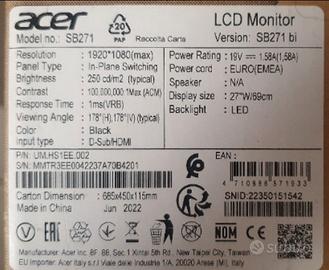 acer
20
PAP
Raccolta Carta
LCD Monitor
Model No.: SB271
Version: SB271 bi
Resolution: 1920*1080(max)
Panel Type: In-Plane Switching
Brightness: 250 cd/m2 (typical)
Contrast: 100,000,000 1Max (ACM)
Response Time: 1ms(VRB)
Viewing Angle: 178°(H), 178°(V) (typical)
Color: Black
Input: D-Sub/HDMI
Power Rating: 19V 1.58A(1.58A)
Power Cord: EURO(EMEA)
Speaker: N/A
Display Size: 27"W/69cm
Backlight: LED
P/N: UM.HS1EE.002
S/N: MMTR3EE0042237A70B4201
EAN :
4 710886 571933
Carton Dimension : 685x450x115mm
Made in China Jun 2022
SNID:22350151542
Manufacturer: Acer Inc. 8F, 88, Sec.1, Xintai 5th Rd., New Taipei City, Taiwan
Importer: Acer Italy s.r.l. Viale delle Industrie 1/A, 20020 Arese (MI), Italy